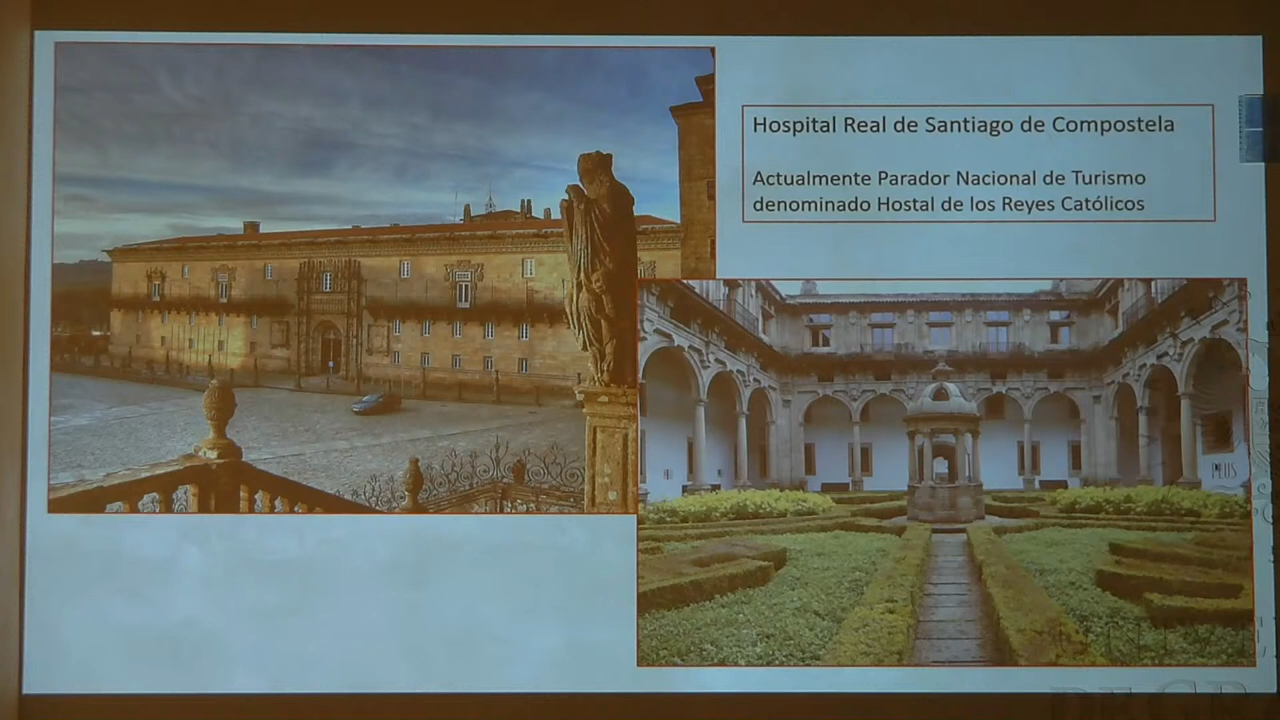 Hospital Real de Santiago de Compostela
Actualmente Parador Nacional de Turismo
denominado Hostal de los Reyes Católicos